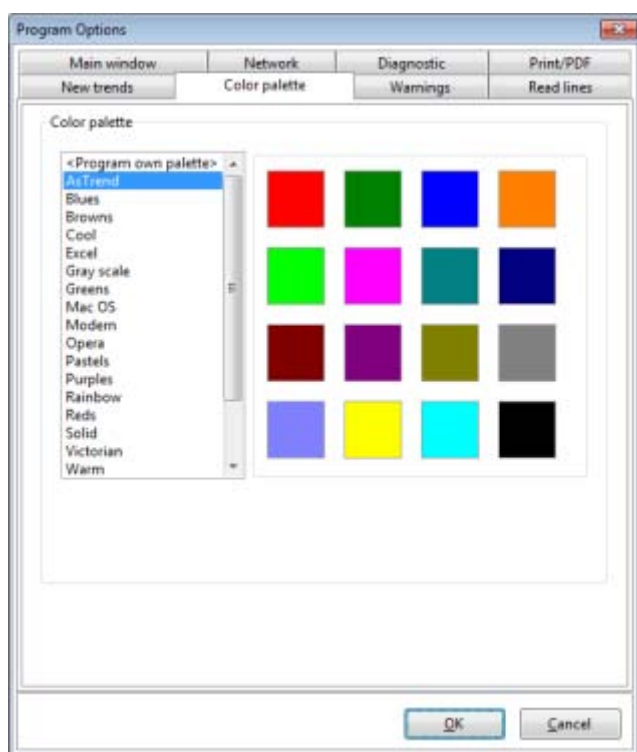 Program Options
Main window Network Diagnostic Print/PDF
New trends Color palette Warnings Read lines
Color palette
<Program own palette>
AsTrend
Blues
Browns
Cool
Excel
Gray scale
Greens
Mac OS
Modern
Opera
Pastels
Purples
Rainbow
Reds
Solid
Victorian
Warm
OK Cancel